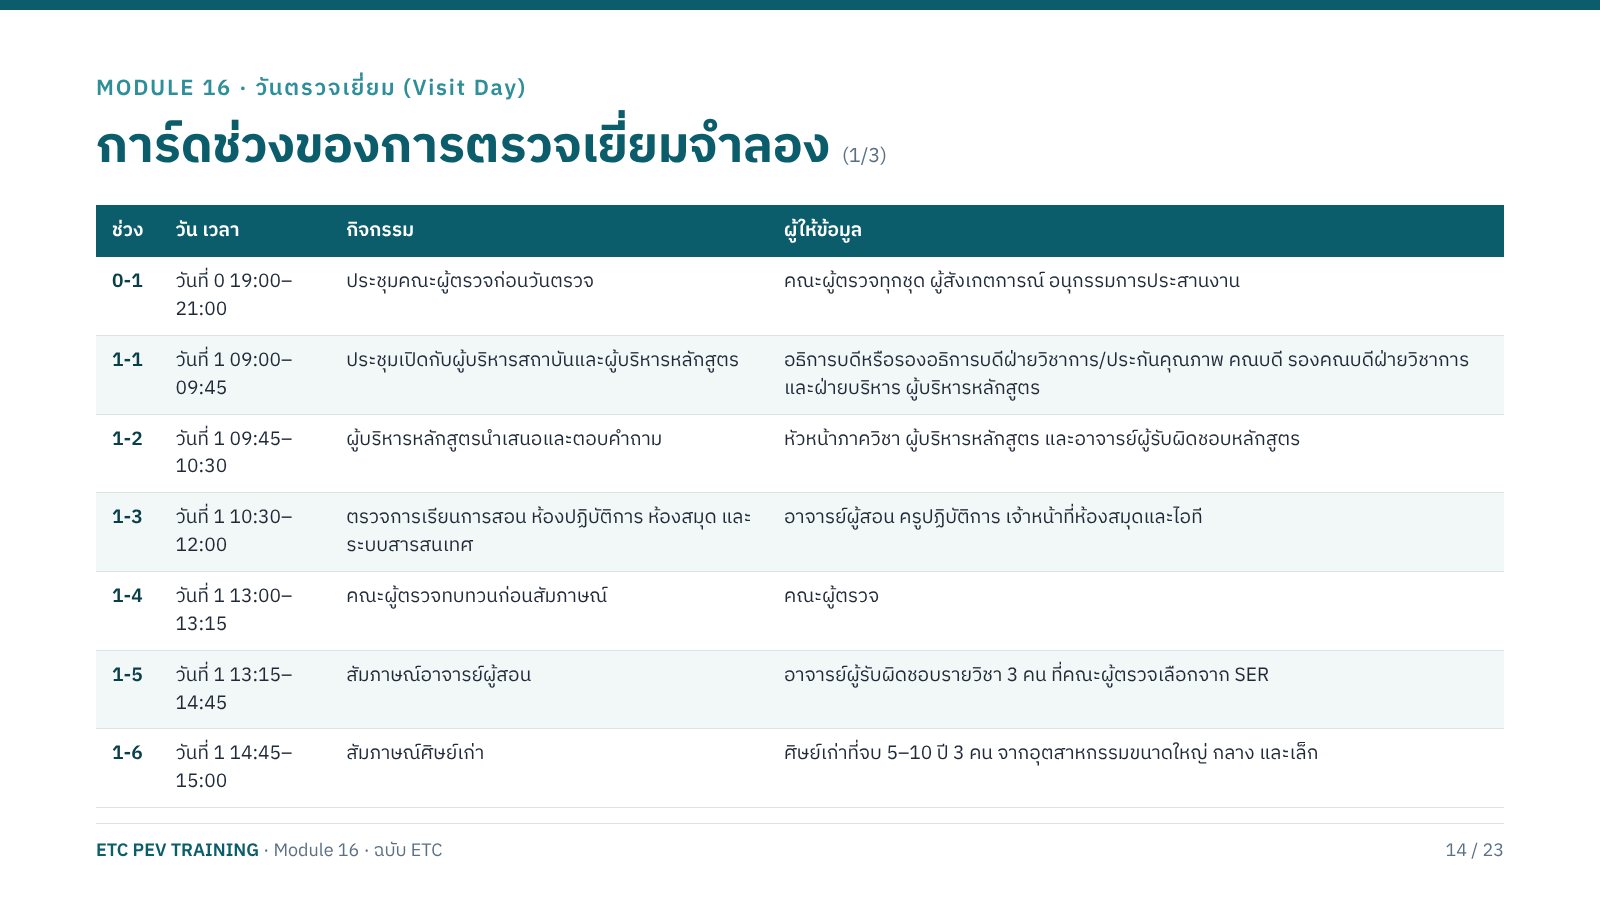 MODULE 16 · วันตรวจเยี่ยม (Visit Day)
การ์ดช่วงของการตรวจเยี่ยมจำลอง (1/3)
ช่วง วัน เวลา กิจกรรม ผู้ให้ข้อมูล
0-1 วันที่ 0 19:00– ประชุมคณะผู้ตรวจก่อนวันตรวจ คณะผู้ตรวจทุกชุด ผู้สังเกตการณ์ อนุกรรมการประสานงาน
21:00
1-1 วันที่ 1 09:00– ประชุมเปิดกับผู้บริหารสถาบันและผู้บริหารหลักสูตร อธิการบดีหรือรองอธิการบดีฝ่ายวิชาการ/ประกันคุณภาพ คณบดี รองคณบดีฝ่ายวิชาการ
09:45 และฝ่ายบริหาร ผู้บริหารหลักสูตร
1-2 วันที่ 1 09:45– ผู้บริหารหลักสูตรนำเสนอและตอบคำถาม หัวหน้าภาควิชา ผู้บริหารหลักสูตร และอาจารย์ผู้รับผิดชอบหลักสูตร
10:30
1-3 วันที่ 1 10:30– ตรวจการเรียนการสอน ห้องปฏิบัติการ ห้องสมุด และ อาจารย์ผู้สอน ครูปฏิบัติการ เจ้าหน้าที่ห้องสมุดและไอที
12:00 ระบบสารสนเทศ
1-4 วันที่ 1 13:00– คณะผู้ตรวจทบทวนก่อนสัมภาษณ์ คณะผู้ตรวจ
13:15
1-5 วันที่ 1 13:15– สัมภาษณ์อาจารย์ผู้สอน อาจารย์ผู้รับผิดชอบรายวิชา 3 คน ที่คณะผู้ตรวจเลือกจาก SER
14:45
1-6 วันที่ 1 14:45– สัมภาษณ์ศิษย์เก่า ศิษย์เก่าที่จบ 5–10 ปี 3 คน จากอุตสาหกรรมขนาดใหญ่ กลาง และเล็ก
15:00
ETC PEV TRAINING · Module 16 · ฉบับ ETC 14 / 23